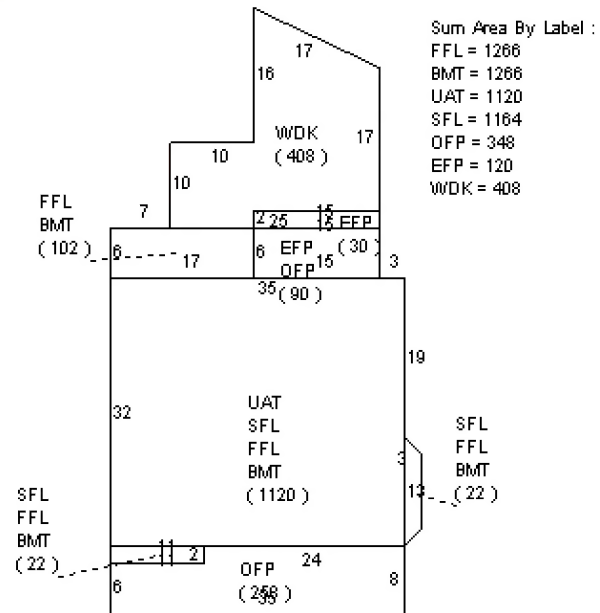 Sum Area By Label :
FFL = 1266
BMT = 1266
UAT = 1120
SFL = 1164
OFP = 348
EFP = 120
WDK = 408
17
16
WDK
( 408 )
17
10
10
FFL
BMT
( 102 )
7
2
25
15
15
EFP
( 30 )
6
17
6
EFP
OFP
15
( 90 )
3
35
19
32
UAT
SFL
FFL
BMT
( 1120 )
3
13
SFL
FFL
BMT
( 22 )
SFL
FFL
BMT
( 22 )
11
2
24
6
OFP
( 258 )
35
8